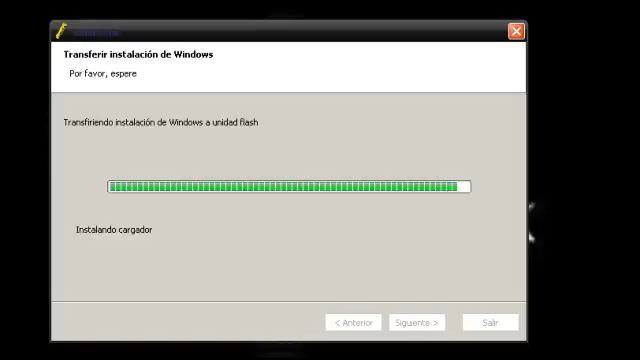 Transferir instalación de Windows
Por favor, espere
Transfiriendo instalación de Windows a unidad flash
Instalando cargador
< Anterior
Siguiente >
Salir